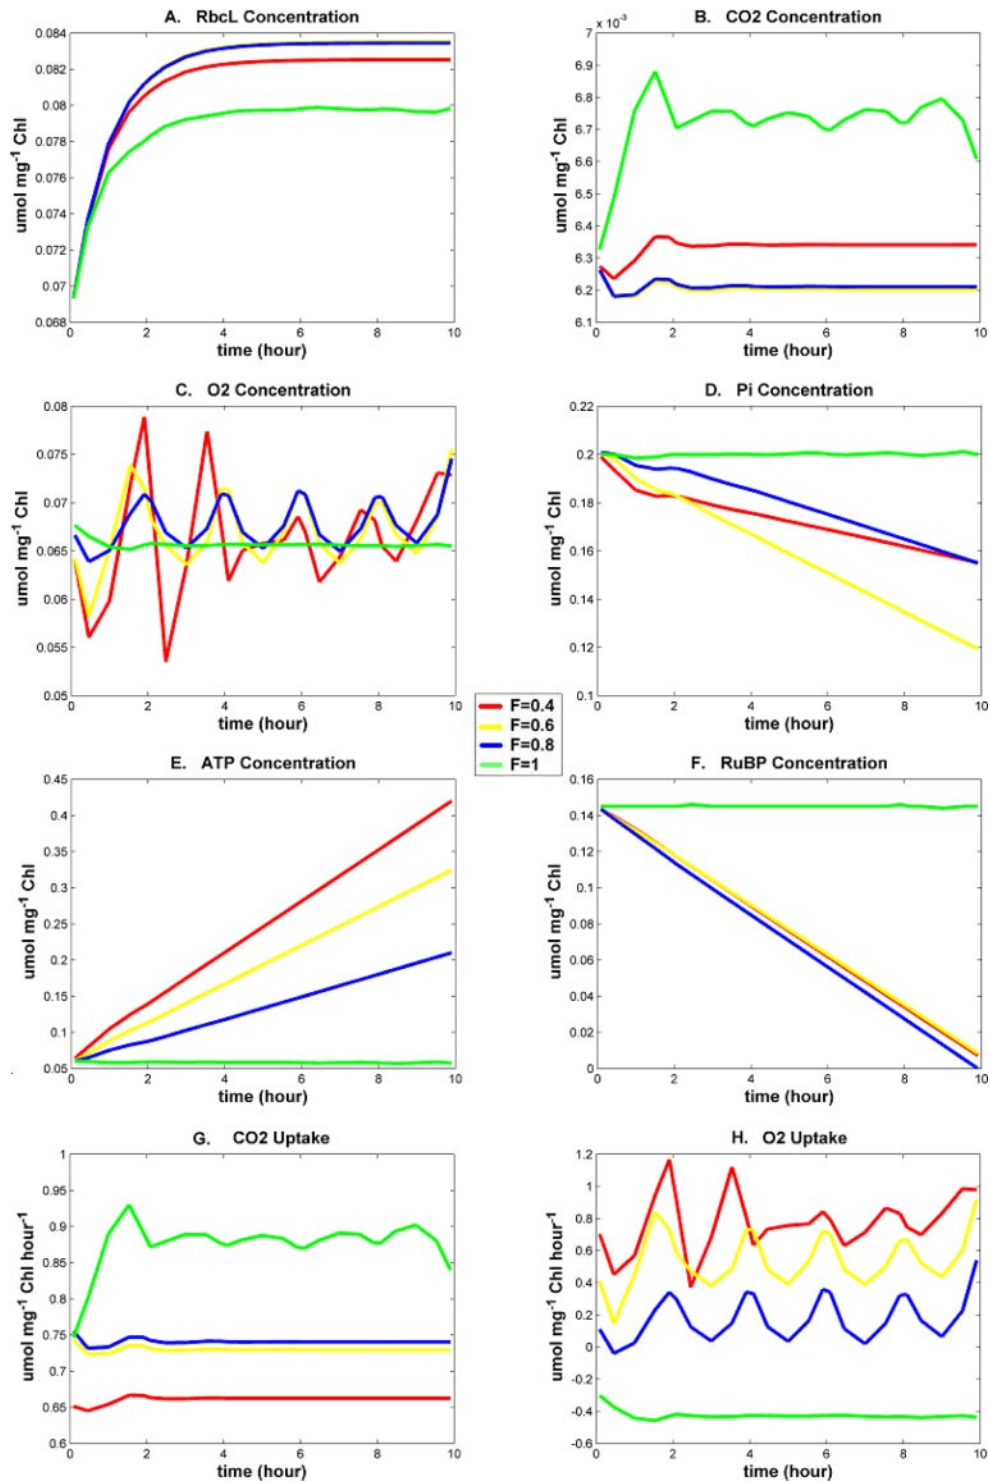 A. RbcL Concentration
umol mg-1 Chl
0.084
0.082
0.08
0.078
0.076
0.074
0.072
0.07
0.068
0 2 4 6 8 10
time (hour)
B. CO2 Concentration
x 10-3
umol mg-1 Chl
7
6.9
6.8
6.7
6.6
6.5
6.4
6.3
6.2
6.1
0 2 4 6 8 10
time (hour)
C. O2 Concentration
umol mg-1 Chl
0.08
0.075
0.07
0.065
0.06
0.055
0.05
0 2 4 6 8 10
time (hour)
D. Pi Concentration
umol mg-1 Chl
0.22
0.2
0.18
0.16
0.14
0.12
0.1
0 2 4 6 8 10
time (hour)
F=0.4
F=0.6
F=0.8
F=1
E. ATP Concentration
umol mg-1 Chl
0.45
0.4
0.35
0.3
0.25
0.2
0.15
0.1
0.05
0 2 4 6 8 10
time (hour)
F. RuBP Concentration
umol mg-1 Chl
0.16
0.14
0.12
0.1
0.08
0.06
0.04
0.02
0
0 2 4 6 8 10
time (hour)
G. CO2 Uptake
umol mg-1 Chl hour-1
1
0.95
0.9
0.85
0.8
0.75
0.7
0.65
0.6
0 2 4 6 8 10
time (hour)
H. O2 Uptake
umol mg-1 Chl hour-1
1.2
1
0.8
0.6
0.4
0.2
0
-0.2
-0.4
-0.6
0 2 4 6 8 10
time (hour)